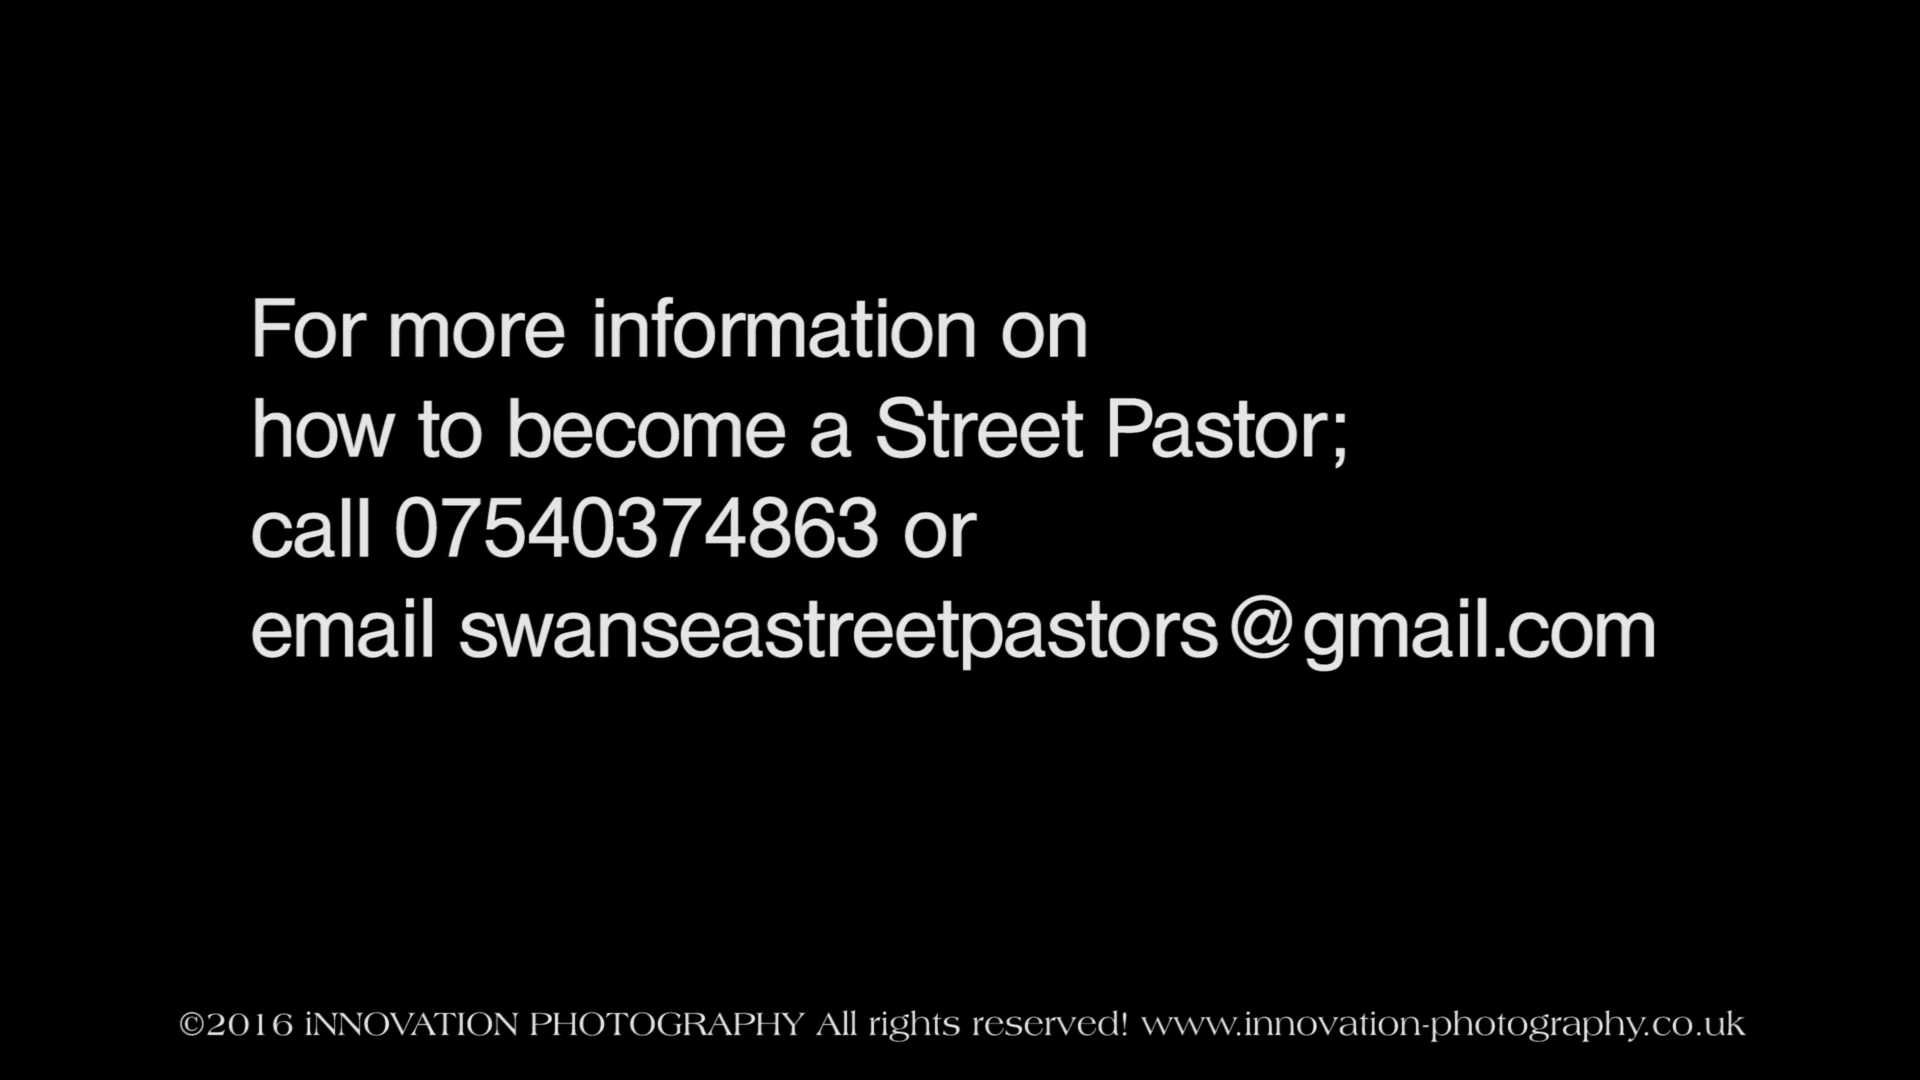 For more information on
how to become a Street Pastor;
call 07540374863 or
email swanseastreetpastors@gmail.com
©2016 iNNOVATION PHOTOGRAPHY All rights reserved! www.innovation-photography.co.uk